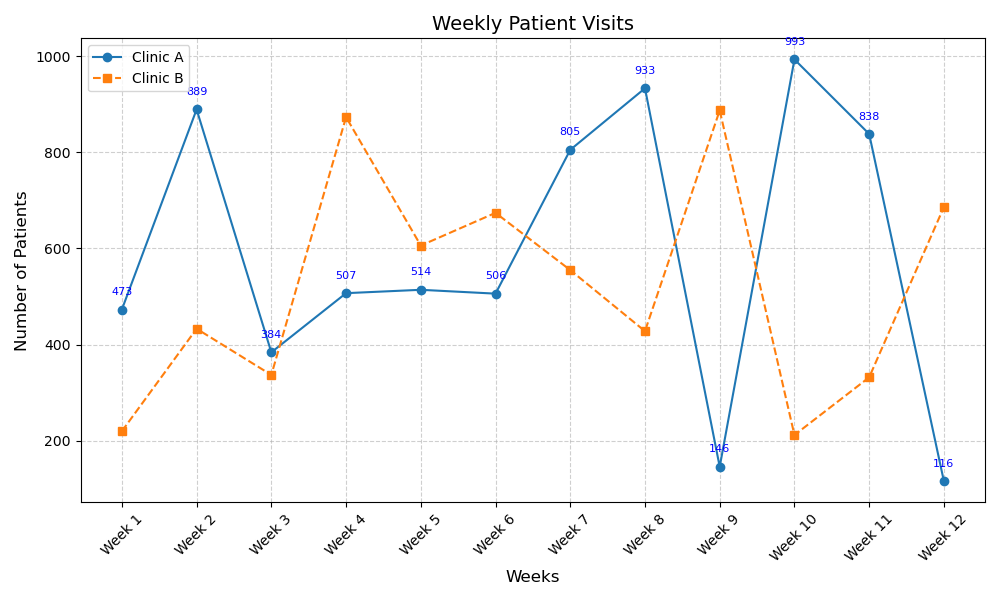 Weekly Patient Visits
Clinic A
Clinic B
473
889
384
507
514
506
805
933
146
993
838
116
1000
800
600
400
200
Number of Patients
Week 1
Week 2
Week 3
Week 4
Week 5
Week 6
Week 7
Week 8
Week 9
Week 10
Week 11
Week 12
Weeks